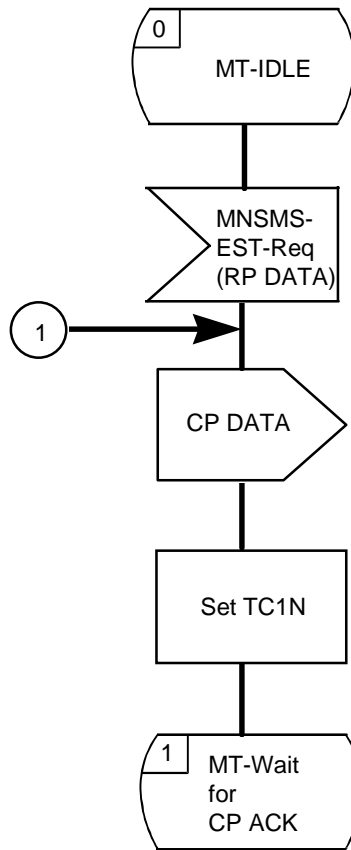 0
MT-IDLE
MNSMS-
EST-Req
(RP DATA)
1
CP DATA
Set TC1N
1
MT-Wait
for
CP ACK